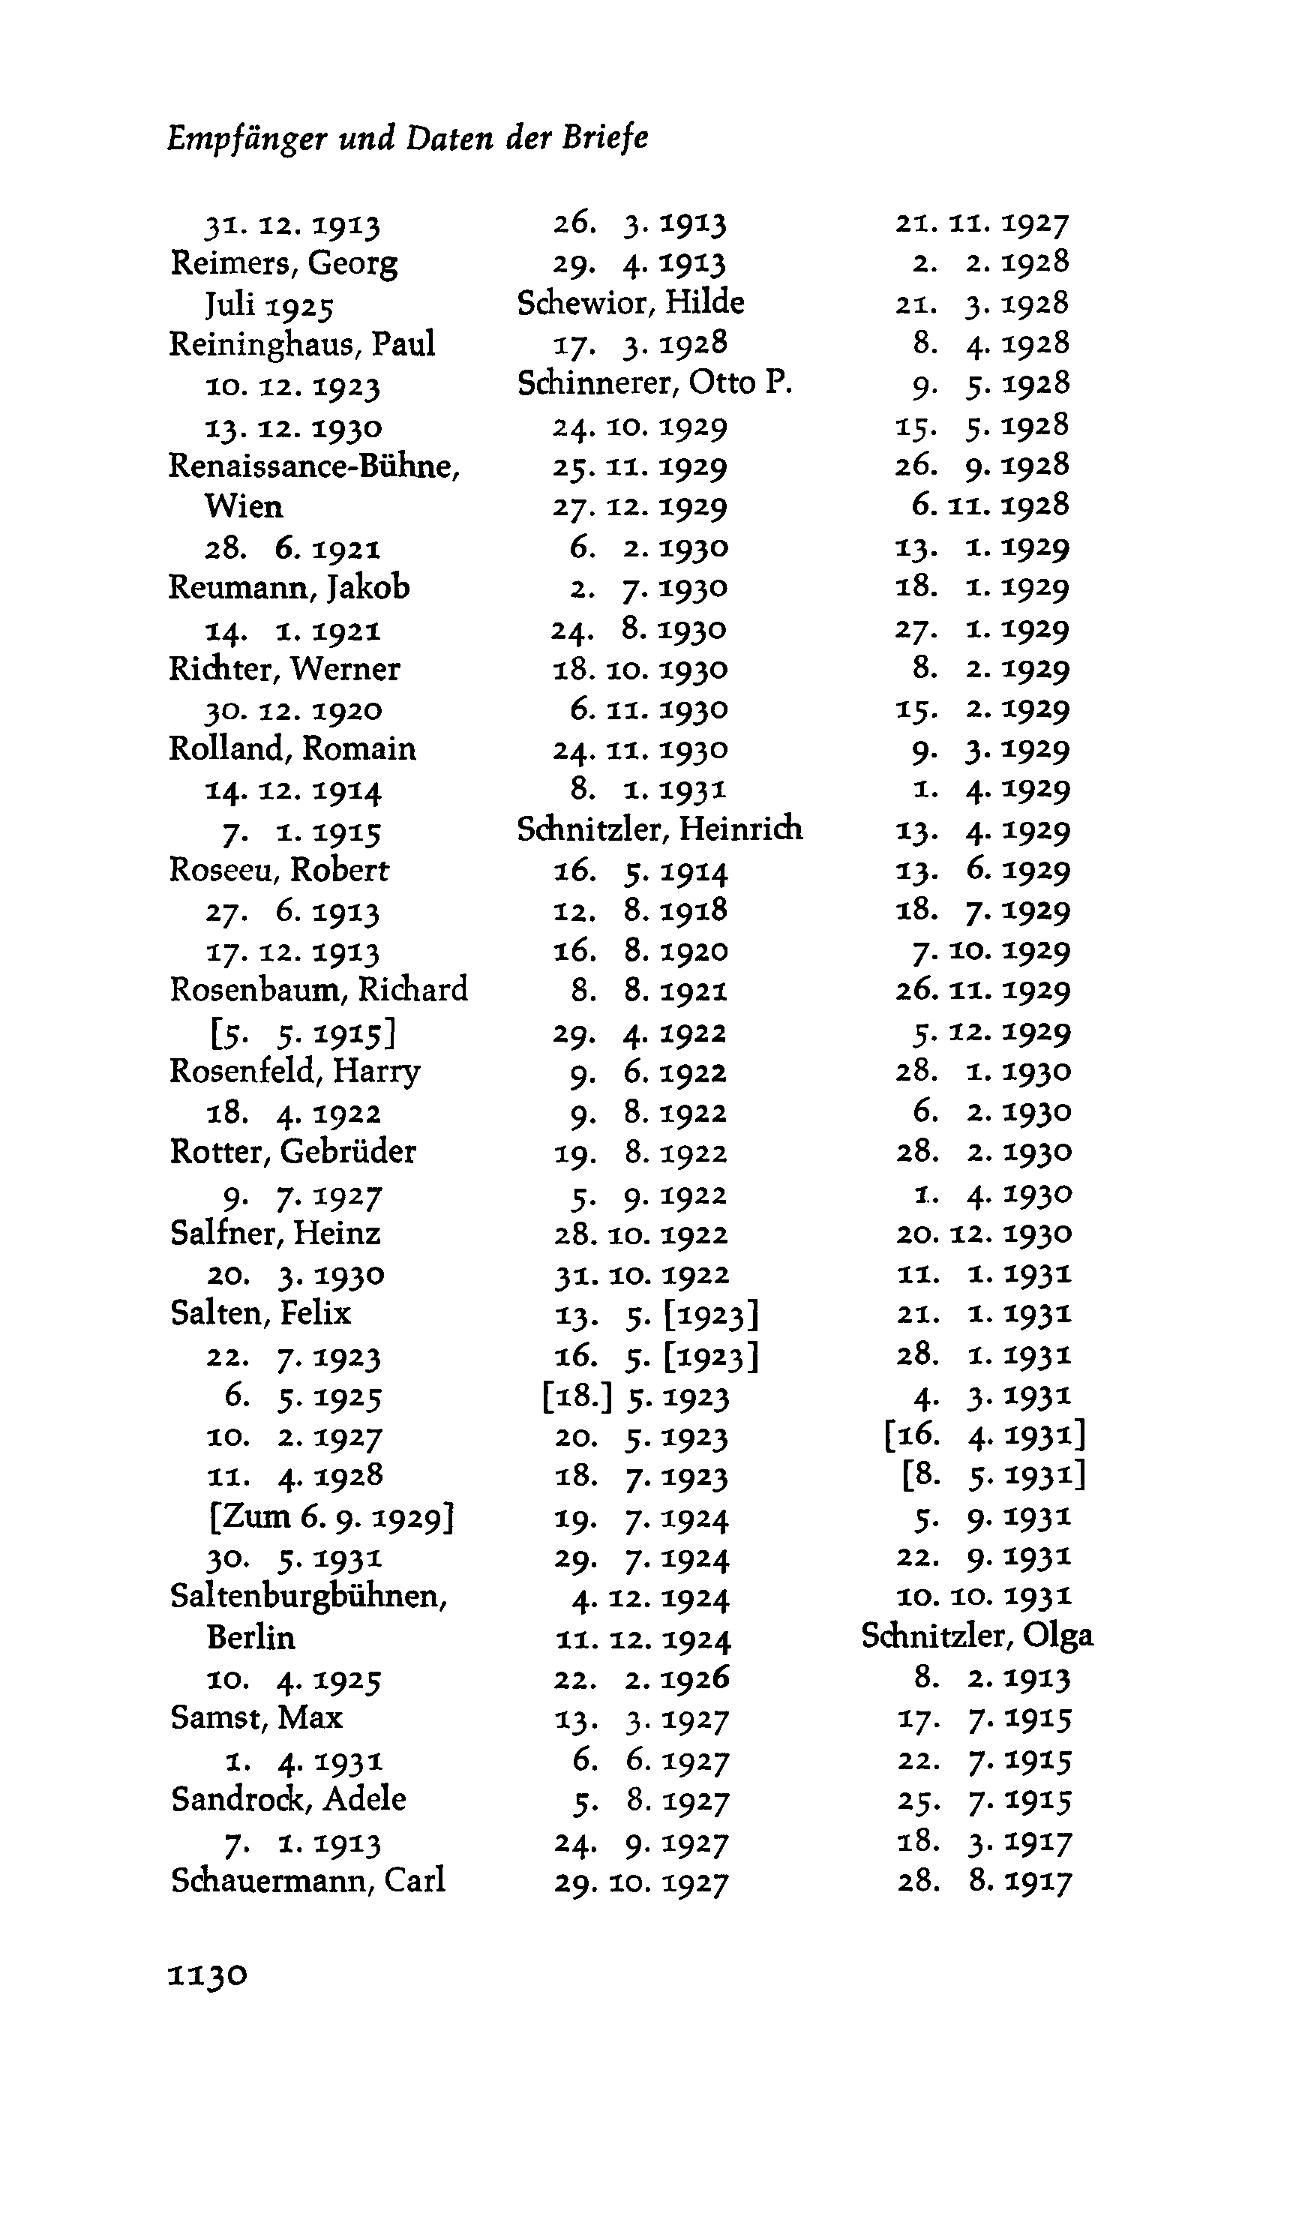 Empfänger und Daten der Briefe
31. 12. 1913
Reimers, Georg
Juli 1925
Reininghaus, Paul
10. 12. 1923
13. 12. 1930
Renaissance-Bühne,
Wien
28. 6. 1921
Reumann, Jakob
14. 1. 1921
Richter, Werner
30. 12. 1920
Rolland, Romain
14. 12. 1914
7. 1. 1915
Roseeu, Robert
27. 6. 1913
17. 12. 1913
Rosenbaum, Richard
[5. 5. 1915]
Rosenfeld, Harry
18. 4. 1922
Rotter, Gebrüder
9. 7. 1927
Salfner, Heinz
20. 3. 1930
Salten, Felix
22. 7. 1923
6. 5. 1925
10. 2. 1927
11. 4. 1928
[Zum 6. 9. 1929]
30. 5. 1931
Saltenburgbühnen,
Berlin
10. 4. 1925
Samst, Max
1. 4. 1931
Sandrock, Adele
7. 1. 1913
Schauermann, Carl
26. 3. 1913
29. 4. 1913
Schewior, Hilde
17. 3. 1928
Schinnerer, Otto P.
24. 10. 1929
25. 11. 1929
27. 12. 1929
6. 2. 1930
2. 7. 1930
24. 8. 1930
18. 10. 1930
6. 11. 1930
24. 11. 1930
8. 1. 1931
Schnitzler, Heinrich
16. 5. 1914
12. 8. 1918
16. 8. 1920
8. 8. 1921
29. 4. 1922
9. 6. 1922
9. 8. 1922
19. 8. 1922
5. 9. 1922
28. 10. 1922
31. 10. 1922
13. 5. [1923]
16. 5. [1923]
[18.] 5. 1923
20. 5. 1923
18. 7. 1923
19. 7. 1924
29. 7. 1924
4. 12. 1924
11. 12. 1924
22. 2. 1926
13. 3. 1927
6. 6. 1927
5. 8. 1927
24. 9. 1927
29. 10. 1927
21. 11. 1927
2. 2. 1928
21. 3. 1928
8. 4. 1928
9. 5. 1928
15. 5. 1928
26. 9. 1928
6. 11. 1928
13. 1. 1929
18. 1. 1929
27. 1. 1929
8. 2. 1929
15. 2. 1929
9. 3. 1929
1. 4. 1929
13. 4. 1929
13. 6. 1929
18. 7. 1929
7. 10. 1929
26. 11. 1929
5. 12. 1929
28. 1. 1930
6. 2. 1930
28. 2. 1930
1. 4. 1930
20. 12. 1930
11. 1. 1931
21. 1. 1931
28. 1. 1931
4. 3. 1931
[16. 4. 1931]
[8. 5. 1931]
5. 9. 1931
22. 9. 1931
10. 10. 1931
Schnitzler, Olga
8. 2. 1913
17. 7. 1915
22. 7. 1915
25. 7. 1915
18. 3. 1917
28. 8. 1917
1130